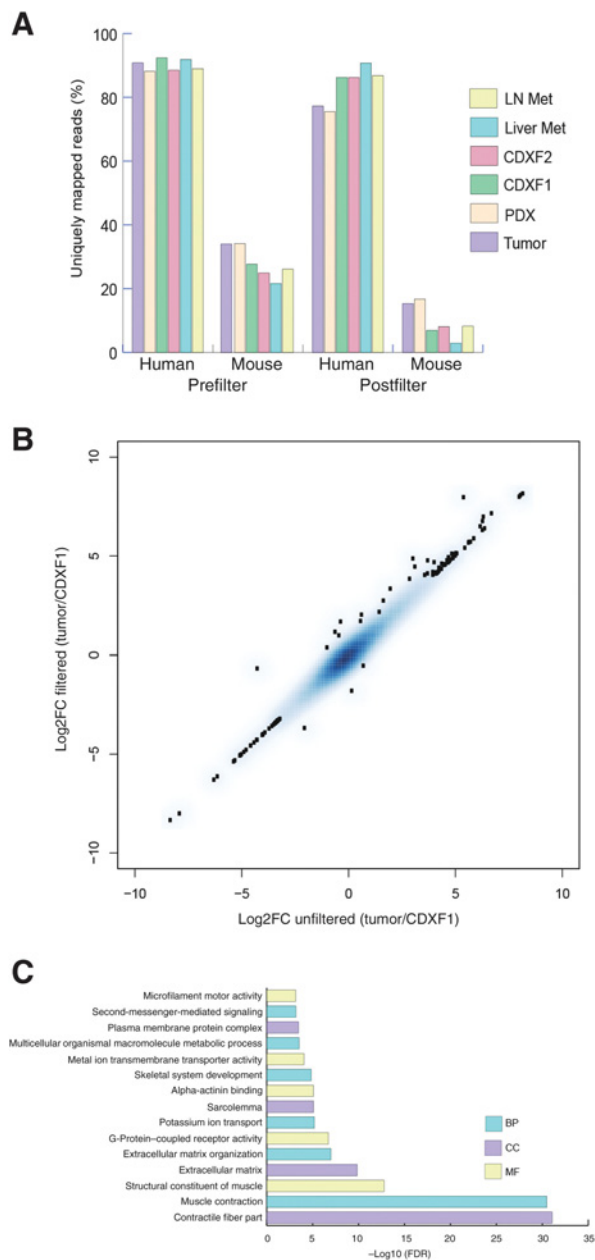 A
100
80
60
40
20
0
Uniquely mapped reads (%)
Human
Mouse
Human
Mouse
Prefilter
Postfilter
LN Met
Liver Met
CDXF2
CDXF1
PDX
Tumor
B
10
5
0
−5
−10
Log2FC filtered (tumor/CDXF1)
−10
−5
0
5
10
Log2FC unfiltered (tumor/CDXF1)
C
Microfilament motor activity
Second-messenger-mediated signaling
Plasma membrane protein complex
Multicellular organismal macromolecule metabolic process
Metal ion transmembrane transporter activity
Skeletal system development
Alpha-actinin binding
Sarcolemma
Potassium ion transport
G-Protein–coupled receptor activity
Extracellular matrix organization
Extracellular matrix
Structural constituent of muscle
Muscle contraction
Contractile fiber part
BP
CC
MF
0
5
10
15
20
25
30
35
−Log10 (FDR)